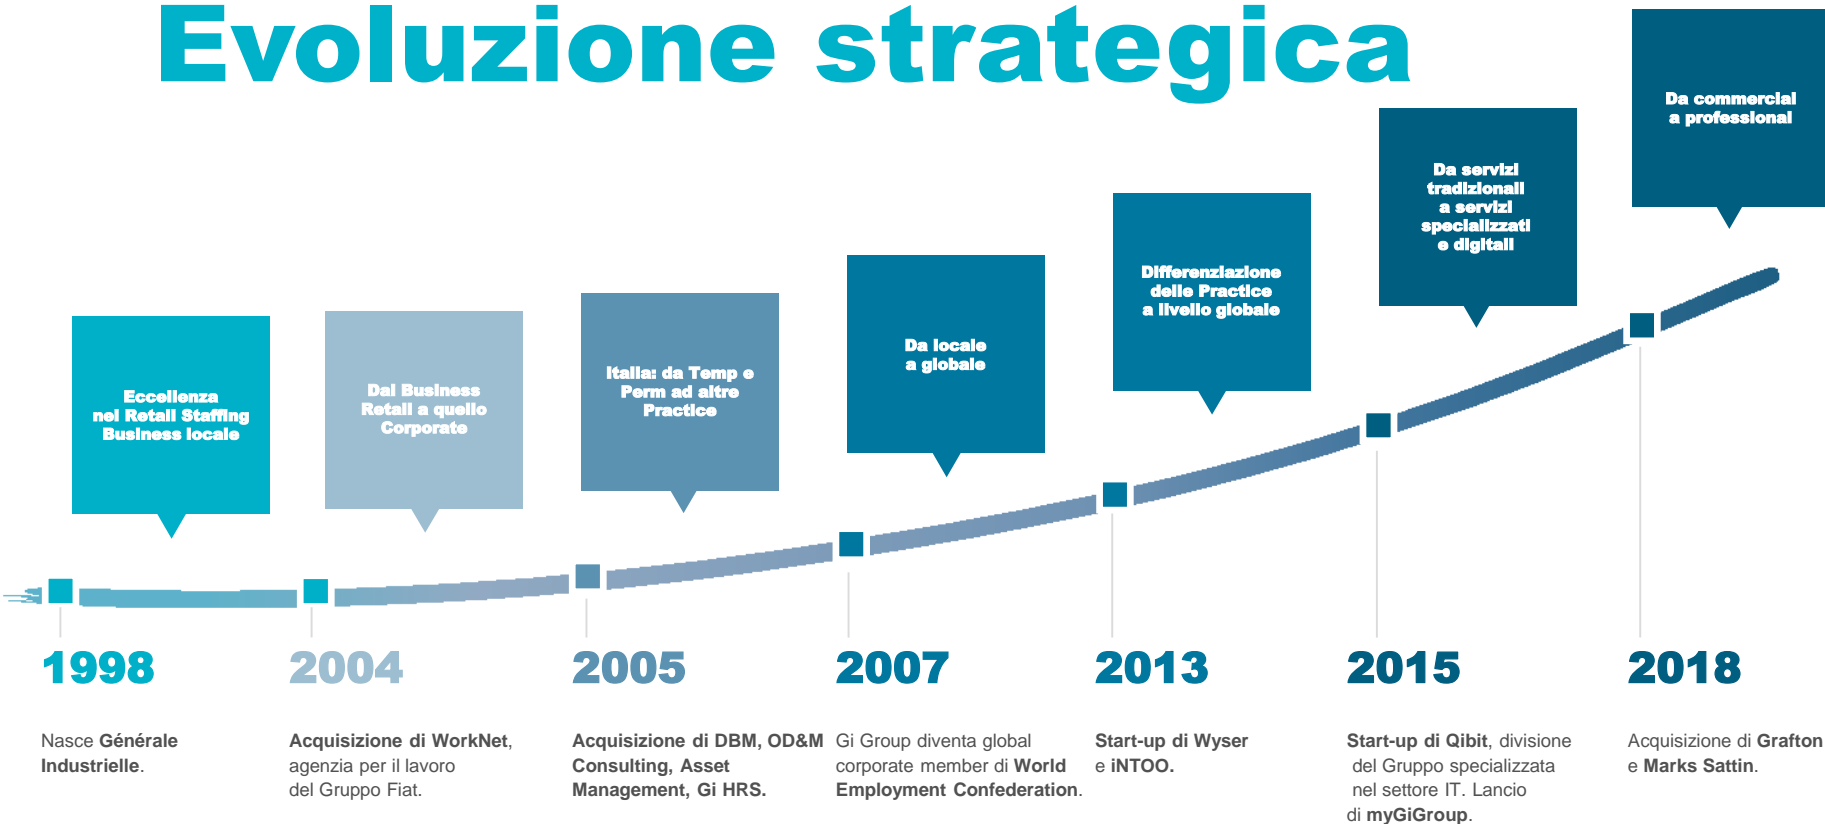 Evoluzione strategica
Eccellenza
nel Retail Staffing
Business locale
Dal Business
Retail a quello
Corporate
Italia: da Temp e
Perm ad altre
Practice
Da locale
a globale
Differenziazione
delle Practice
a livello globale
Da servizi
tradizionali
a servizi
specializzati
e digitali
Da commercial
a professional
1998
Nasce Générale
Industrielle.
2004
Acquisizione di WorkNet,
agenzia per il lavoro
del Gruppo Fiat.
2005
Acquisizione di DBM, OD&M
Consulting, Asset
Management, Gi HRS.
2007
Gi Group diventa global
corporate member di World
Employment Confederation.
2013
Start-up di Wyser
e iNTOO.
2015
Start-up di Qibit, divisione
del Gruppo specializzata
nel settore IT. Lancio
di myGiGroup.
2018
Acquisizione di Grafton
e Marks Sattin.